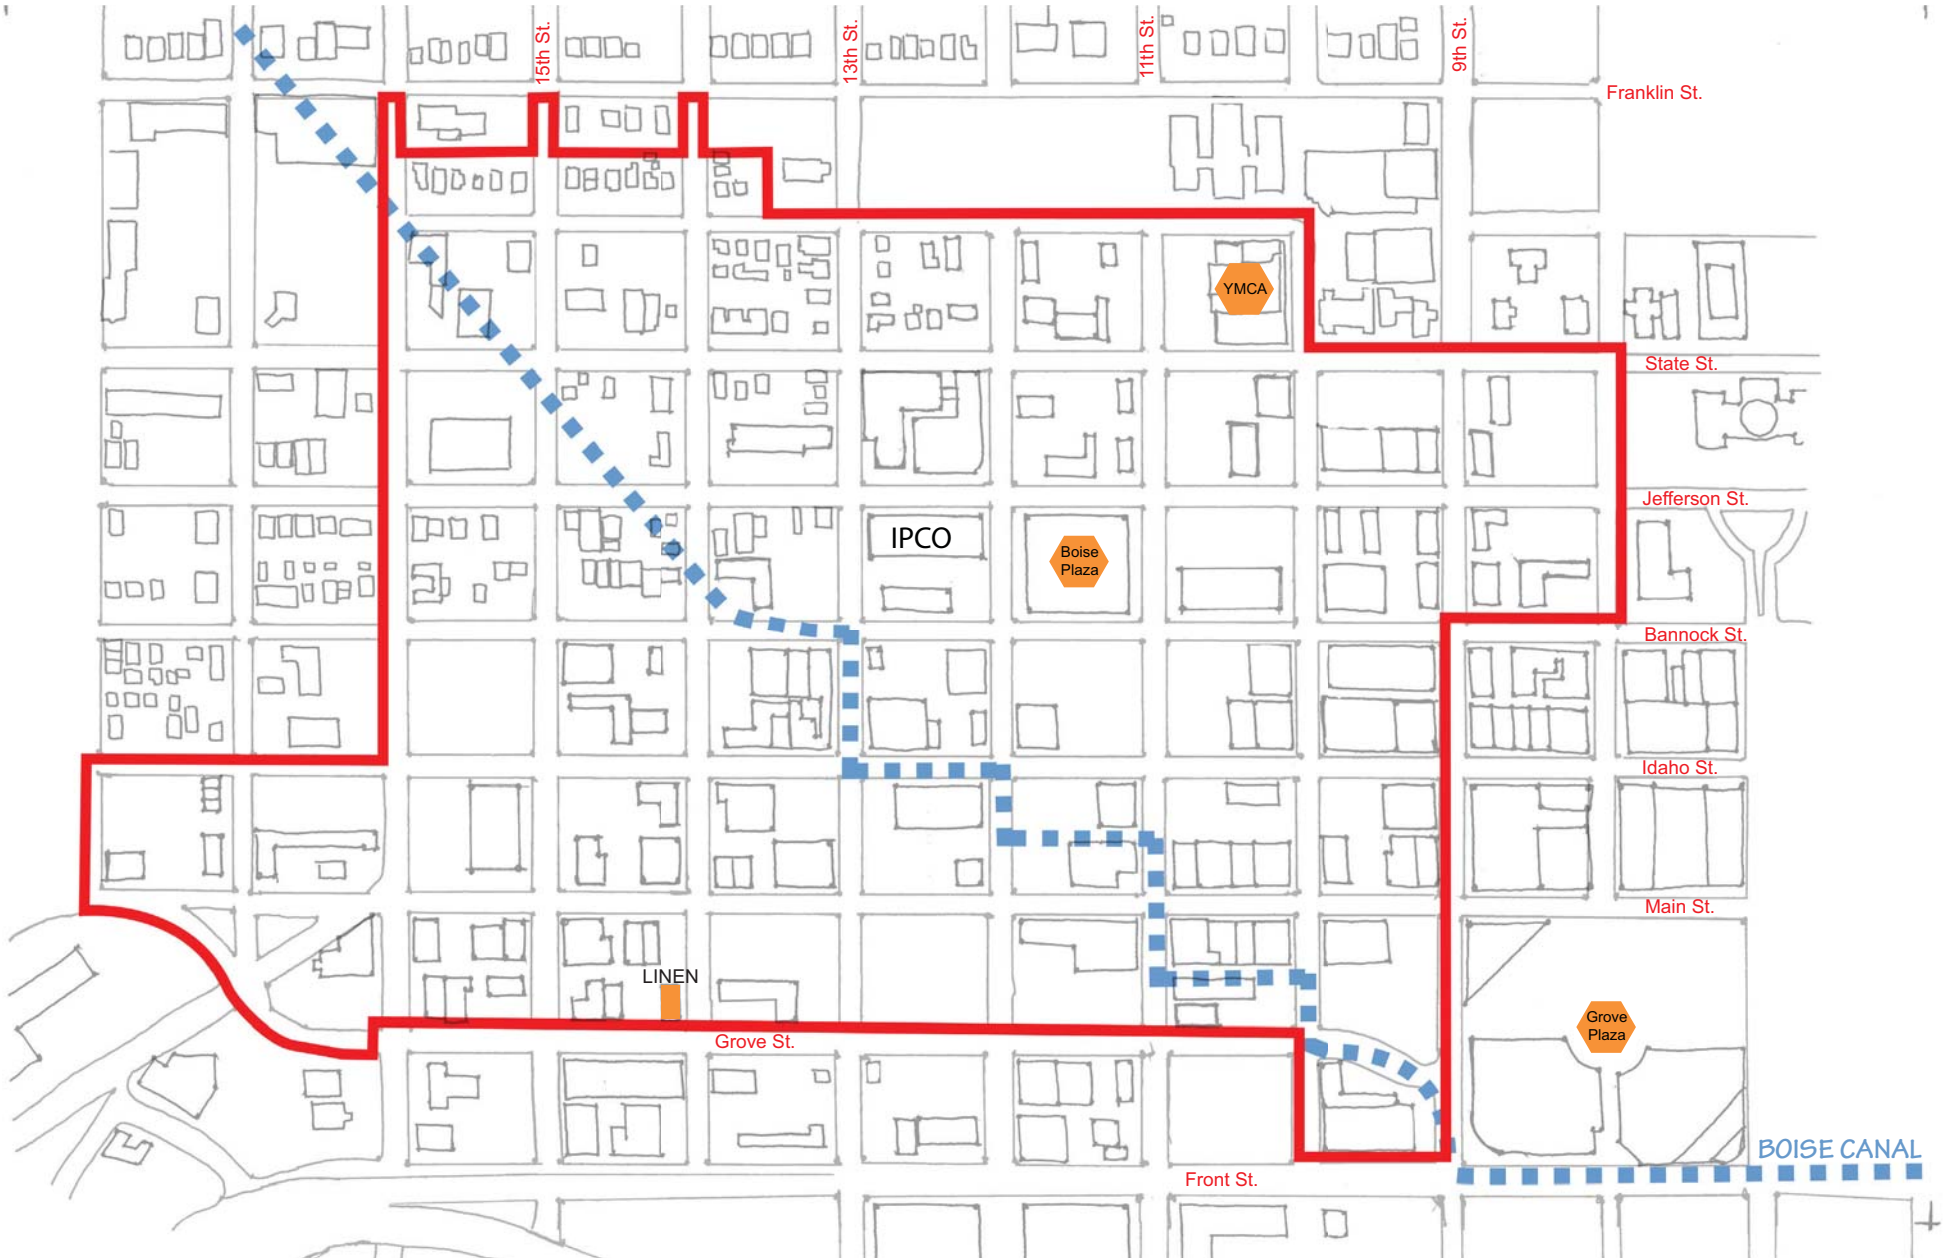 15th St.
13th St.
11th St.
9th St.
Franklin St.
YMCA
State St.
Jefferson St.
IPCO
Boise
Plaza
Bannock St.
Idaho St.
Main St.
LINEN
Grove
Plaza
Grove St.
BOISE CANAL
Front St.